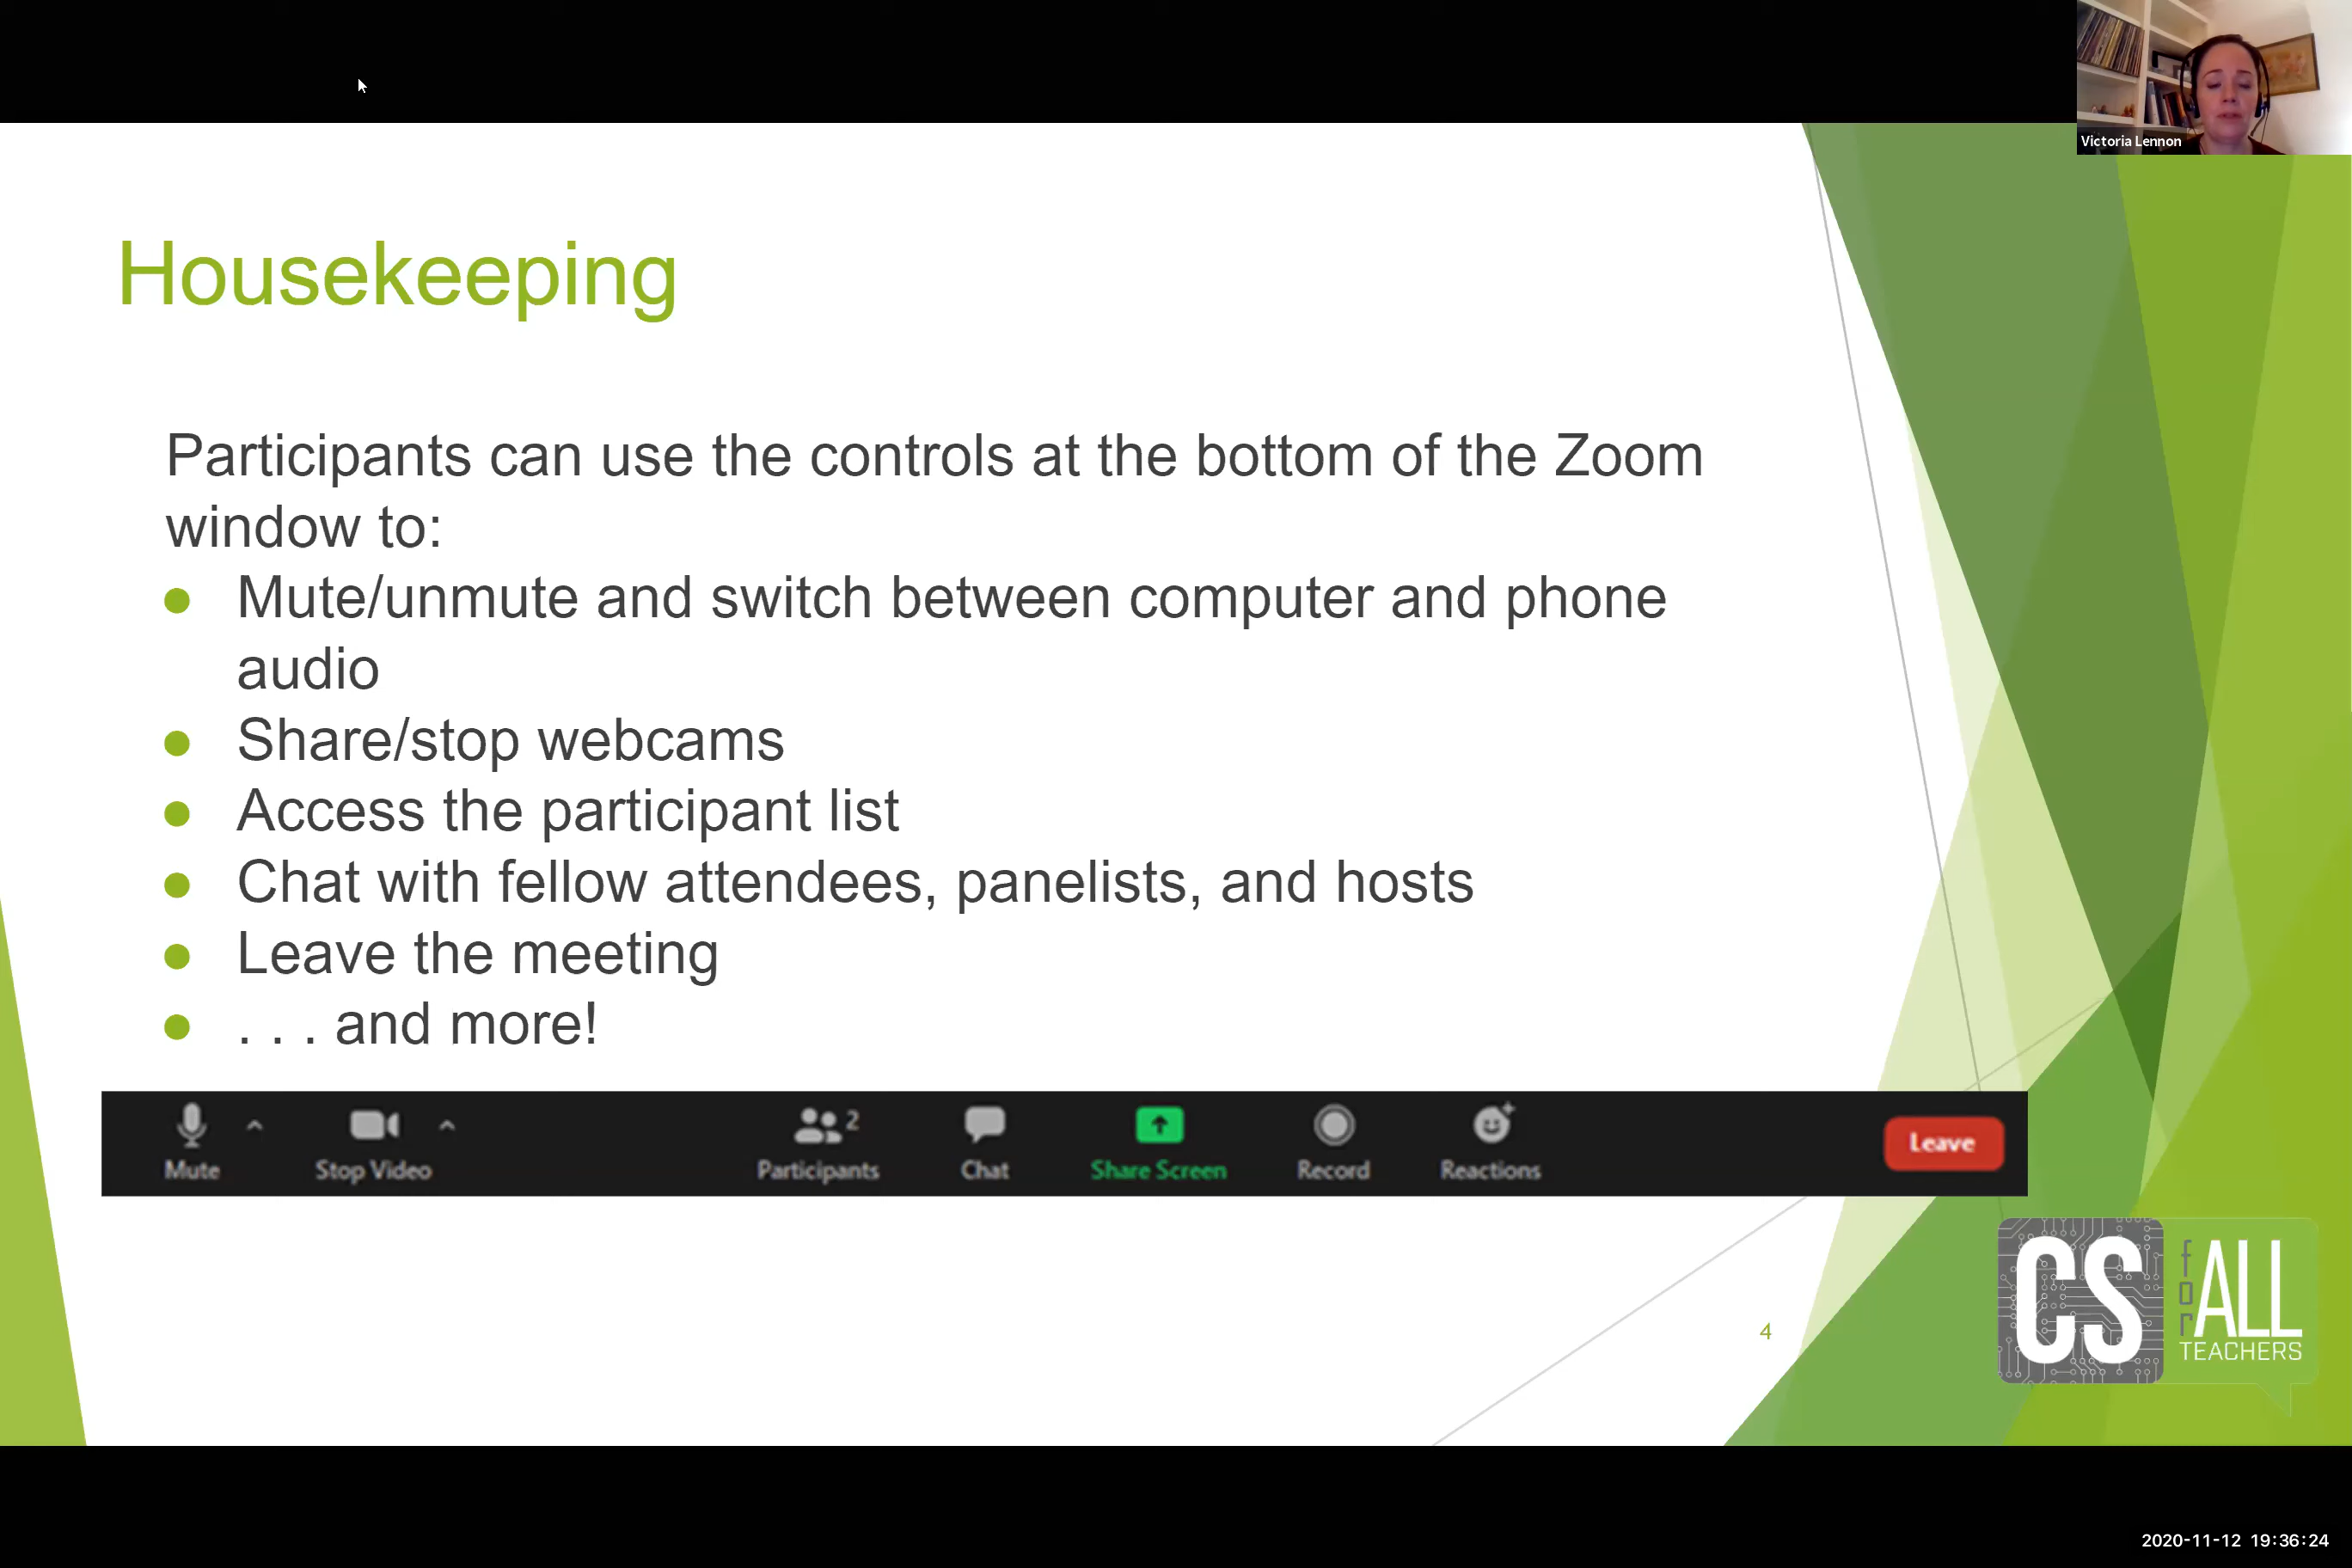 Victoria Lennon
Housekeeping
Participants can use the controls at the bottom of the Zoom
window to:
Mute/unmute and switch between computer and phone
audio
Share/stop webcams
Access the participant list
Chat with fellow attendees, panelists, and hosts
Leave the meeting
. . . and more!
2
Mute Stop Video Participants Chat Share Screen Record Reactions Leave
CS for ALL
TEACHERS
4
2020-11-12 19:36:24